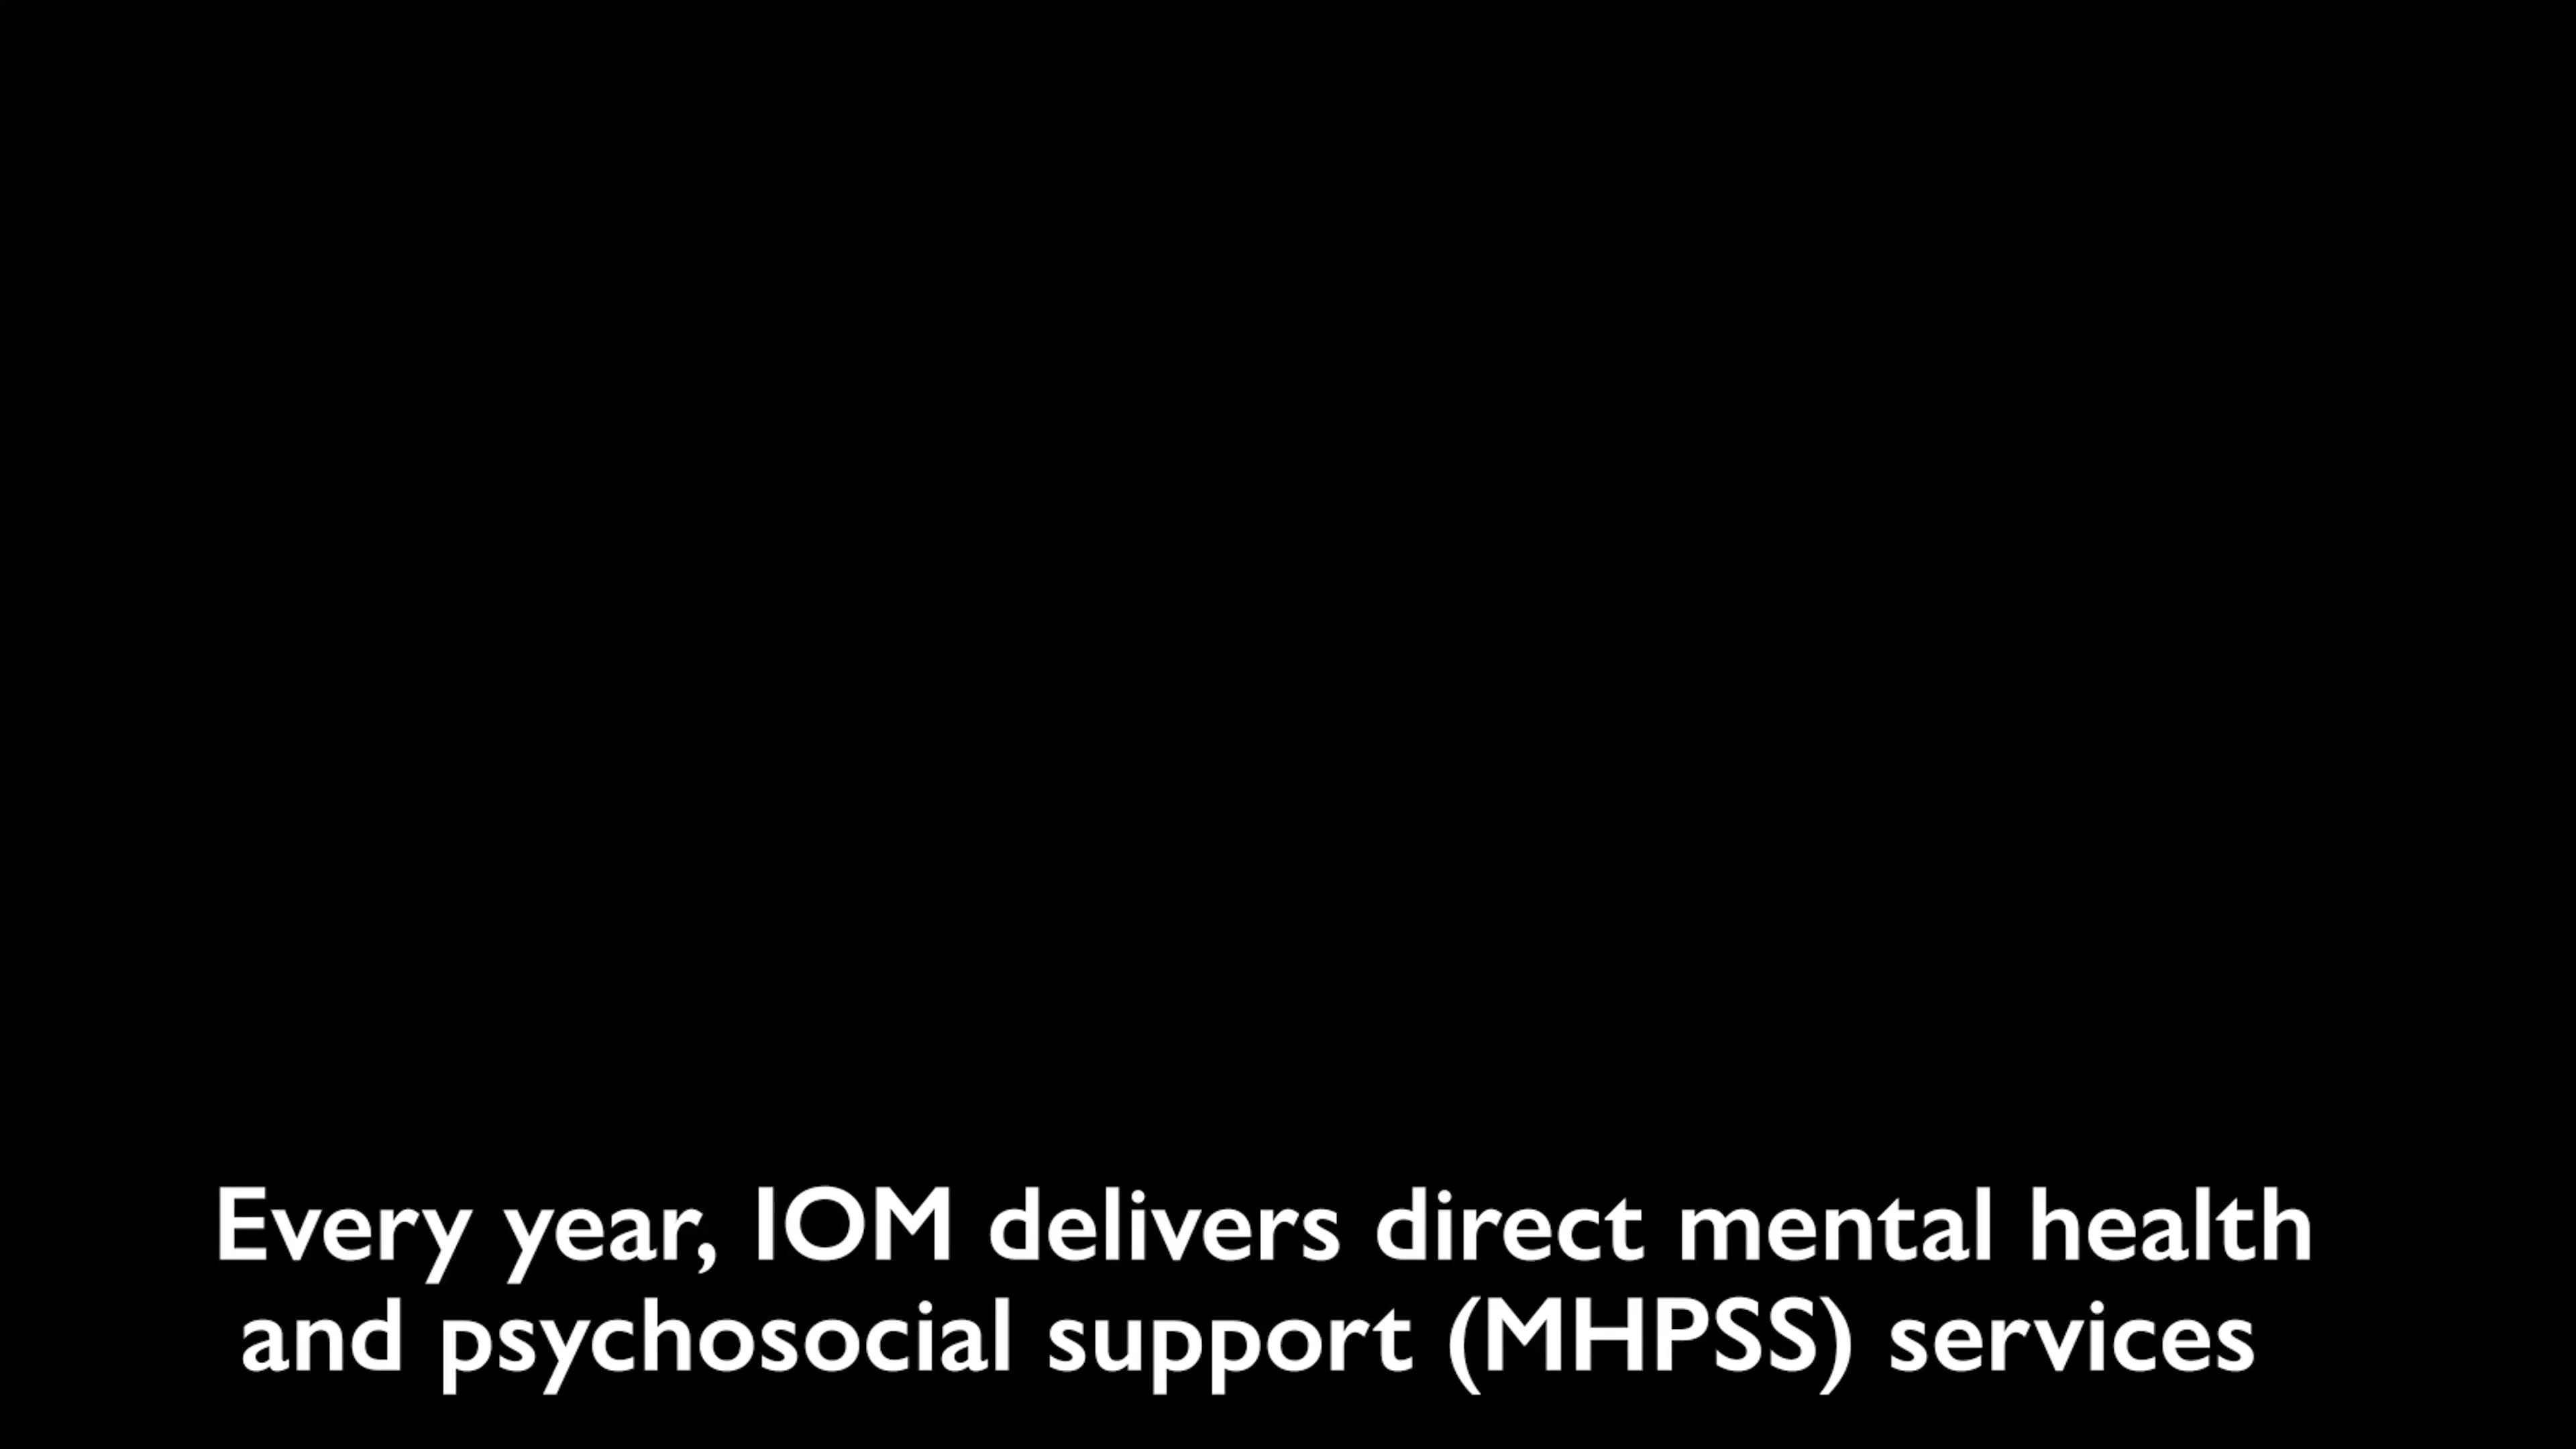 Every year, IOM delivers direct mental health
and psychosocial support (MHPSS) services